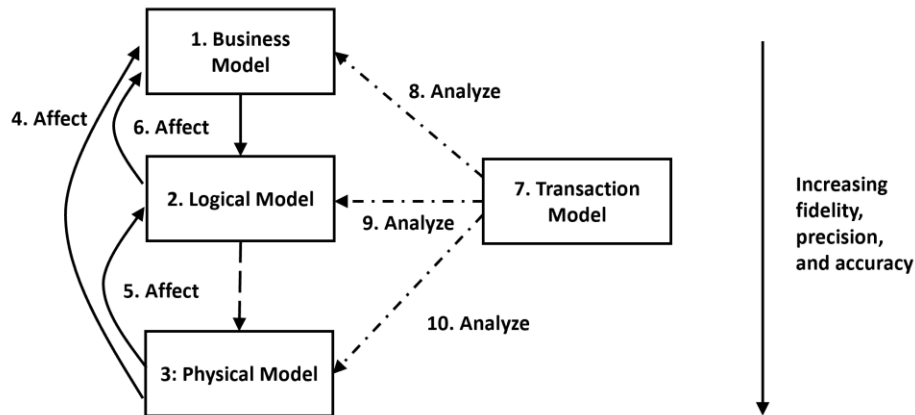 1. Business
Model
8. Analyze
4. Affect
6. Affect
2. Logical Model
7. Transaction
Model
9. Analyze
Increasing
fidelity,
precision,
and accuracy
5. Affect
10. Analyze
3: Physical Model